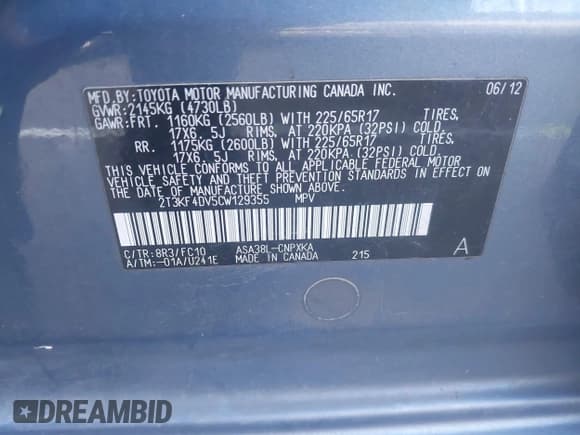 MFD.BY:TOYOTA MOTOR MANUFACTURING CANADA INC. 06/12
GVWR:2145KG (4730LB)
GAWR:FRT. 1160KG (2560LB) WITH 225/65R17 TIRES,
17X6.5J RIMS, AT 220KPA (32PSI) COLD.
RR. 1175KG (2600LB) WITH 225/65R17 TIRES,
17X6.5J RIMS, AT 220KPA (32PSI) COLD.
THIS VEHICLE CONFORMS TO ALL APPLICABLE FEDERAL MOTOR
VEHICLE SAFETY AND THEFT PREVENTION STANDARDS IN EFFECT ON
THE DATE OF MANUFACTURE SHOWN ABOVE.
2T3KF4DV5CW129355 MPV
C/TR:8R3/FC10 ASA38L-CNPXKA A
A/TM:-01A/U241E MADE IN CANADA 215
DREAMBID